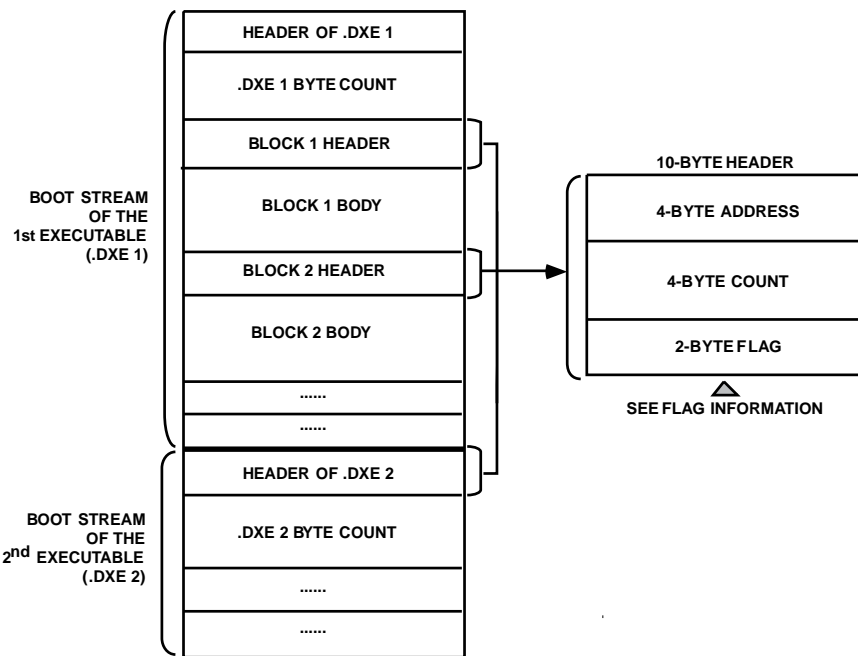 HEADER OF .DXE 1
.DXE 1 BYTE COUNT
BLOCK 1 HEADER
BLOCK 1 BODY
BLOCK 2 HEADER
BLOCK 2 BODY
......
......
HEADER OF .DXE 2
.DXE 2 BYTE COUNT
......
......
BOOT STREAM
OF THE
1st EXECUTABLE
(.DXE 1)
BOOT STREAM
OF THE
2nd EXECUTABLE
(.DXE 2)
10-BYTE HEADER
4-BYTE ADDRESS
4-BYTE COUNT
2-BYTE FLAG
SEE FLAG INFORMATION